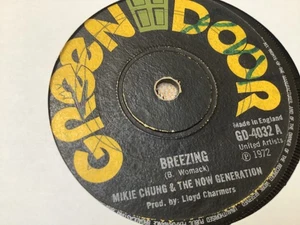 GREEN DOOR
Made in England
GD-4032 A
United Artists
℗ 1972
BREEZING
(B. Womack)
MIKIE CHUNG & THE NOW GENERATION
Prod. by: Lloyd Charmers